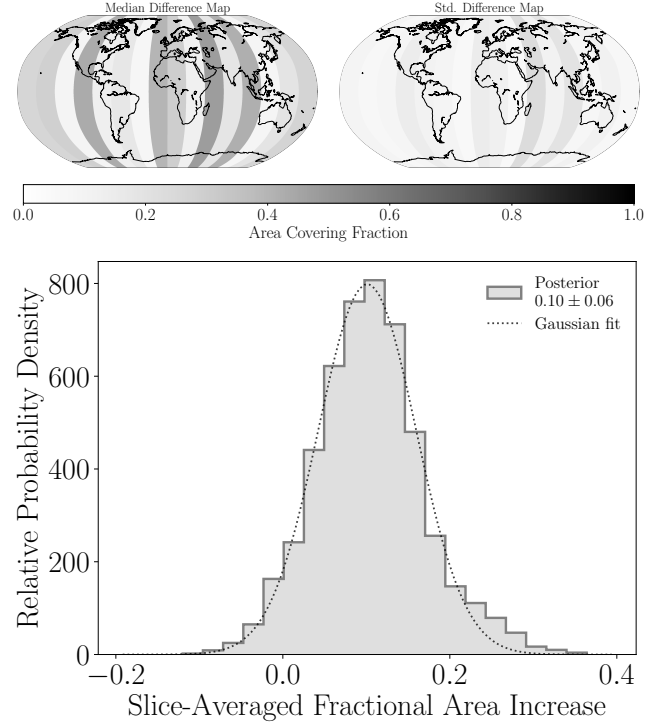 Median Difference Map
Std. Difference Map
0.0 0.2 0.4 0.6 0.8 1.0
Area Covering Fraction
Relative Probability Density
800
600
400
200
0
Posterior
0.10 ± 0.06
Gaussian fit
−0.2 0.0 0.2 0.4
Slice-Averaged Fractional Area Increase